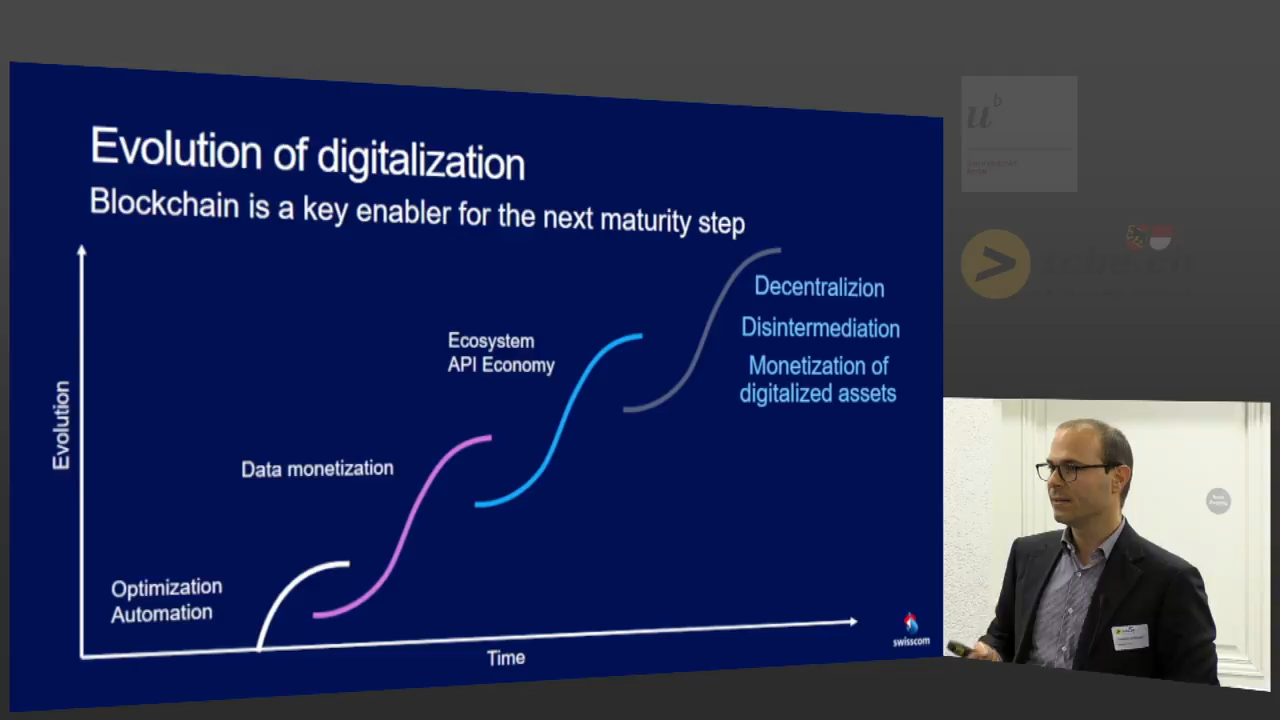 Evolution of digitalization
Blockchain is a key enabler for the next maturity step
Decentralizion
Disintermediation
Monetization of
digitalized assets
Ecosystem
API Economy
Data monetization
Optimization
Automation
Evolution
Time
swisscom
u
b